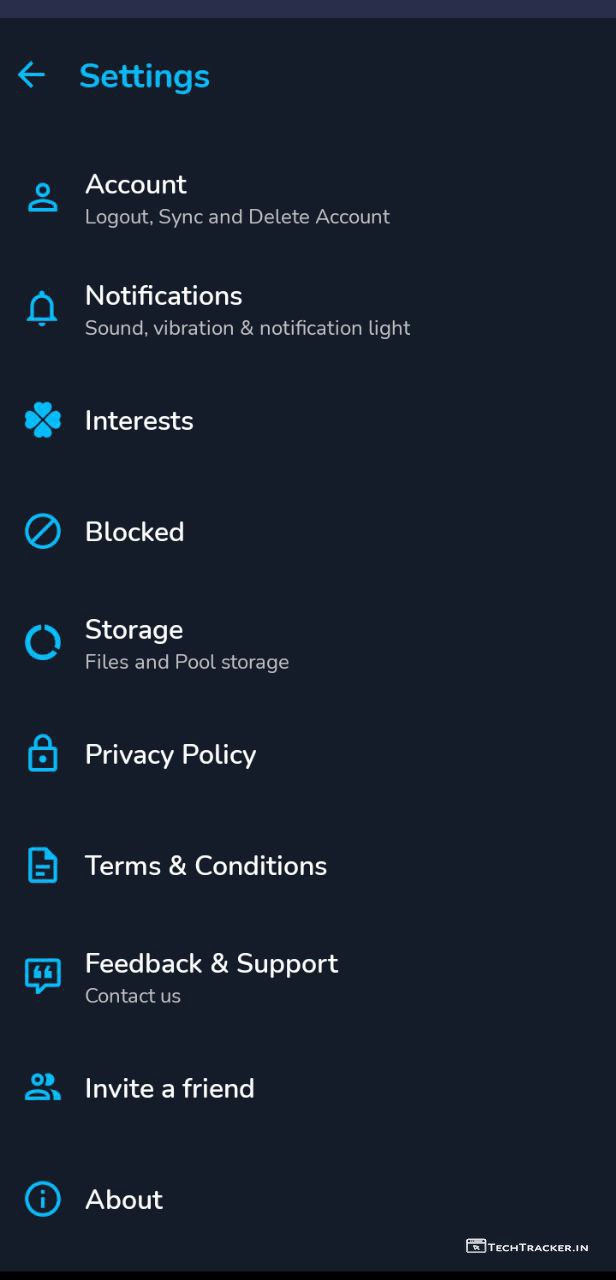 Settings
Account
Logout, Sync and Delete Account
Notifications
Sound, vibration & notification light
Interests
Blocked
Storage
Files and Pool storage
Privacy Policy
Terms & Conditions
Feedback & Support
Contact us
Invite a friend
About
TECHTRACKER.IN